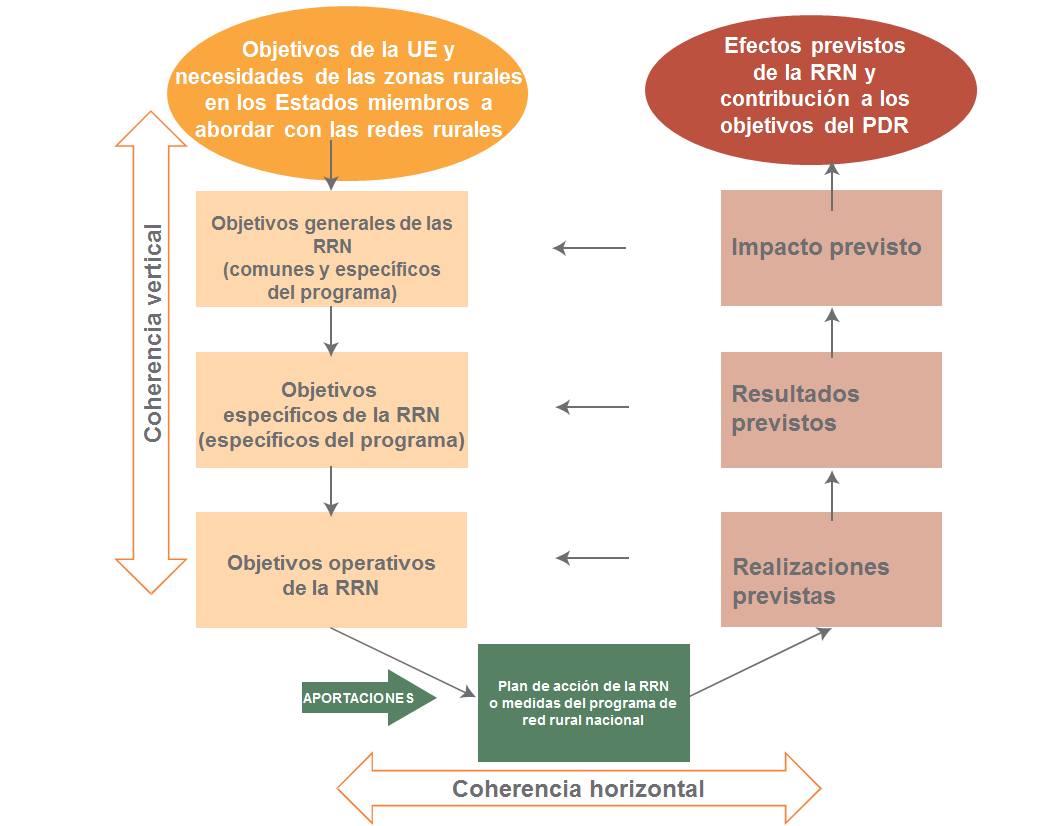 Objetivos de la UE y
necesidades de las zonas rurales
en los Estados miembros a
abordar con las redes rurales
Efectos previstos
de la RRN y
contribución a los
objetivos del PDR
Coherencia vertical
Objetivos generales de las
RRN
(comunes y específicos
del programa)
Impacto previsto
Objetivos
específicos de la RRN
(específicos del programa)
Resultados
previstos
Objetivos operativos
de la RRN
Realizaciones
previstas
APORTACIONES
Plan de acción de la RRN
o medidas del programa de
red rural nacional
Coherencia horizontal